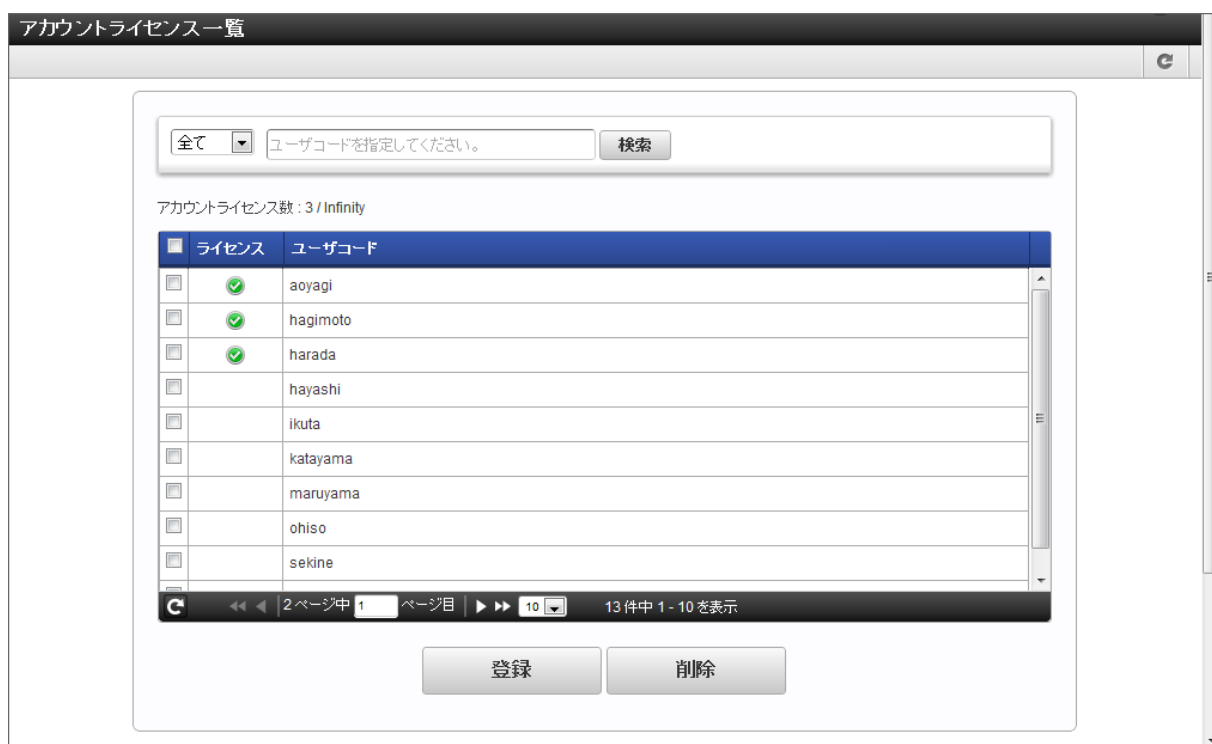 アカウントライセンス一覧
全て ユーザコードを指定してください。 検索
アカウントライセンス数 : 3 / Infinity
ライセンス ユーザコード
aoyagi
hagimoto
harada
hayashi
ikuta
katayama
maruyama
ohiso
sekine
2 ページ中 1 ページ目 10 13 件中 1 - 10 を表示
登録 削除